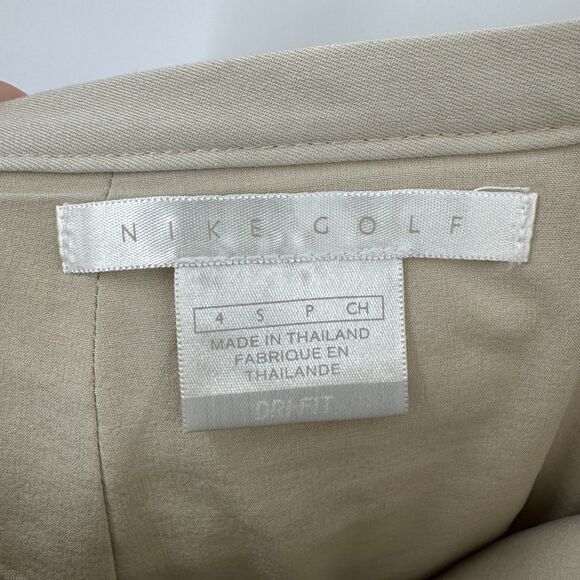 NIKE GOLF
4 S P CH
MADE IN THAILAND
FABRIQUE EN
THAILANDE
DRI-FIT